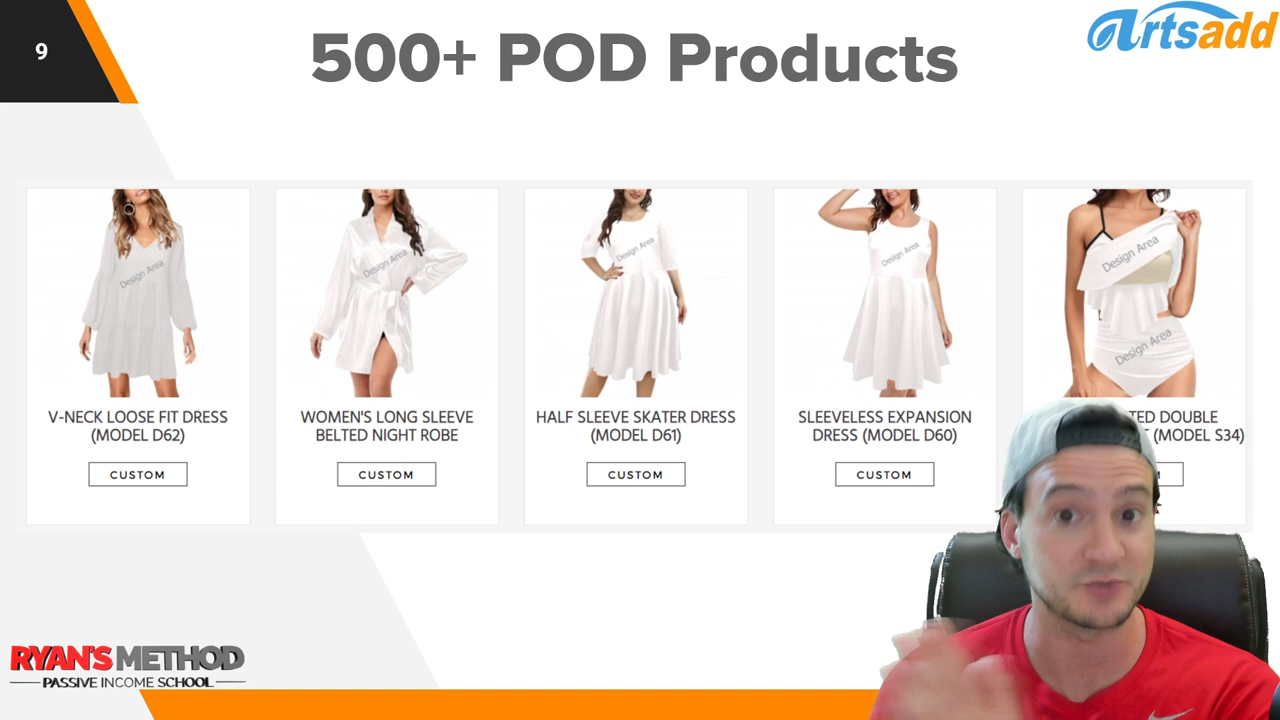 9
500+ POD Products
artsadd
Design Area
Design Area
Design Area
Design Area
Design Area
Design Area
V-NECK LOOSE FIT DRESS
(MODEL D62)
CUSTOM
WOMEN'S LONG SLEEVE
BELTED NIGHT ROBE
CUSTOM
HALF SLEEVE SKATER DRESS
(MODEL D61)
CUSTOM
SLEEVELESS EXPANSION
DRESS (MODEL D60)
CUSTOM
DOUBLE
(MODEL S34)
RYAN'S METHOD
PASSIVE INCOME SCHOOL